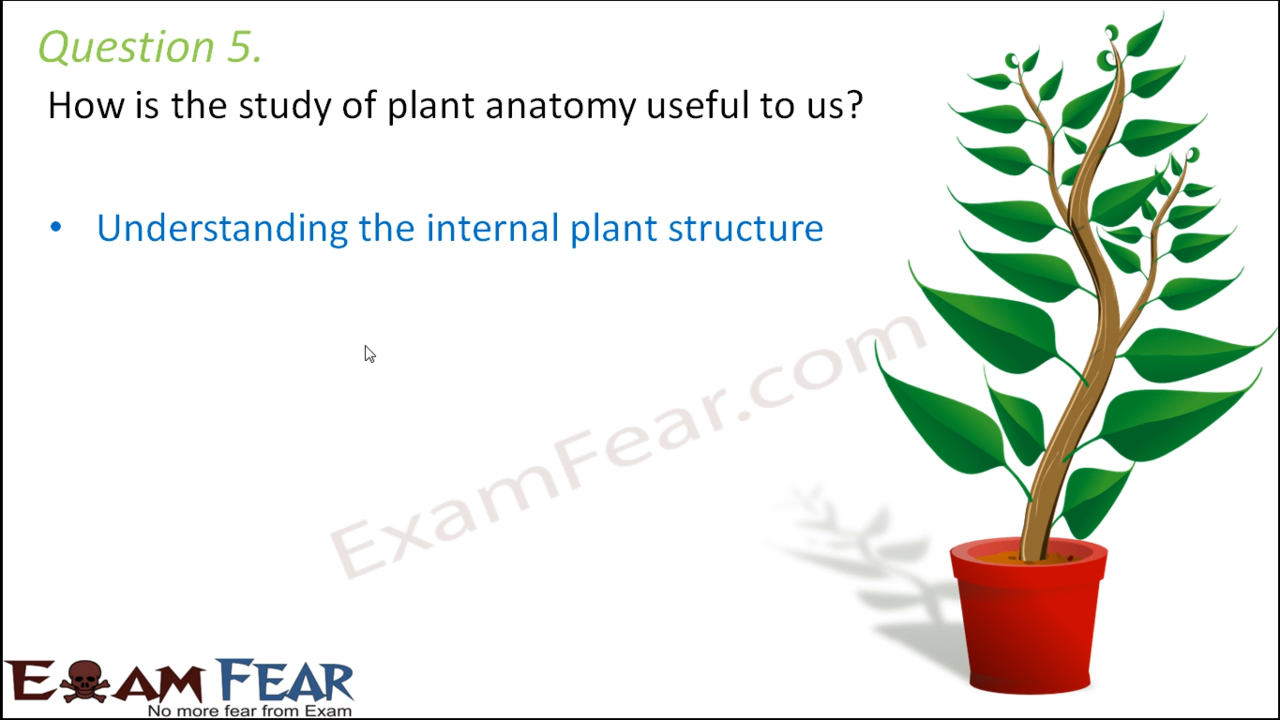 Question 5.
How is the study of plant anatomy useful to us?
• Understanding the internal plant structure
ExamFear.com
EXAM FEAR
No more fear from Exam